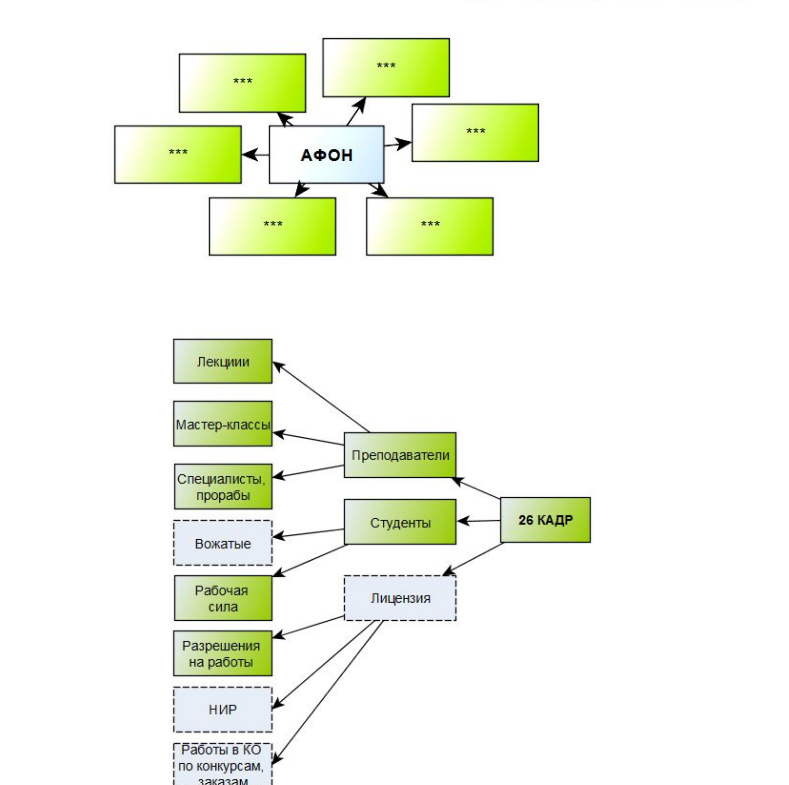 ***
***
***
***
АФОН
***
***
Лекциии
Мастер-классы
Преподаватели
Специалисты,
прорабы
Студенты
26 КАДР
Вожатые
Рабочая
сила
Лицензия
Разрешения
на работы
НИР
Работы в КО
по конкурсам,
заказам